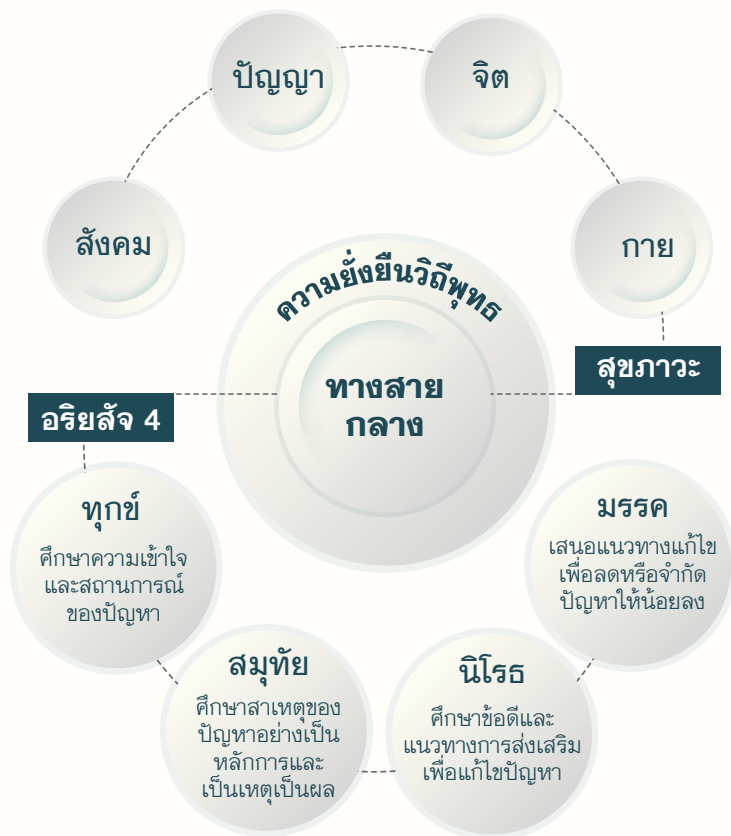 ปัญญา
จิต
สังคม
กาย
ความยั่งยืนวิถีพุทธ
ทางสาย
กลาง
สุขภาวะ
อริยสัจ 4
ทุกข์
ศึกษาความเข้าใจ
และสถานการณ์
ของปัญหา
สมุทัย
ศึกษาสาเหตุของ
ปัญหาอย่างเป็น
หลักการและ
เป็นเหตุเป็นผล
นิโรธ
ศึกษาข้อดีและ
แนวทางการส่งเสริม
เพื่อแก้ไขปัญหา
มรรค
เสนอแนวทางแก้ไข
เพื่อลดหรือจำกัด
ปัญหาให้น้อยลง